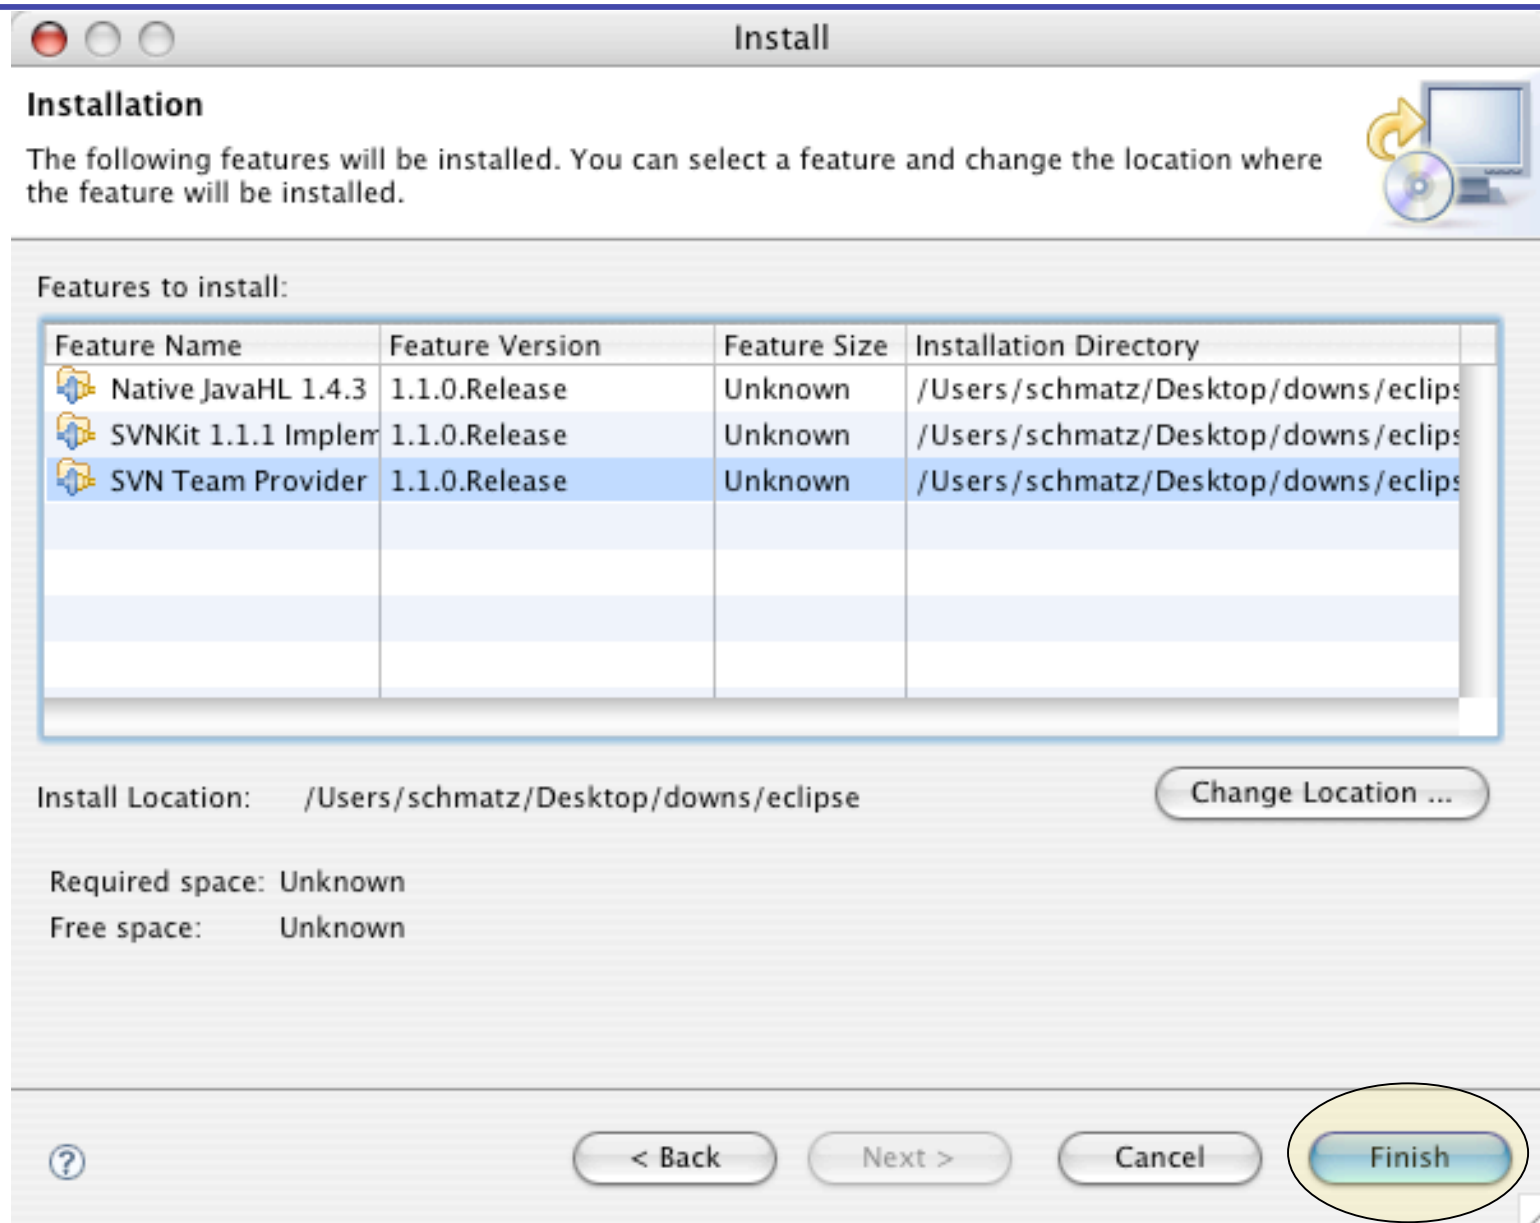 Install
Installation
The following features will be installed. You can select a feature and change the location where
the feature will be installed.
Features to install:
Feature Name Feature Version Feature Size Installation Directory
Native JavaHL 1.4.3 1.1.0.Release Unknown /Users/schmatz/Desktop/downs/eclips
SVNKit 1.1.1 Implem 1.1.0.Release Unknown /Users/schmatz/Desktop/downs/eclips
SVN Team Provider 1.1.0.Release Unknown /Users/schmatz/Desktop/downs/eclips
Install Location: /Users/schmatz/Desktop/downs/eclipse
Change Location ...
Required space: Unknown
Free space: Unknown
?
< Back
Next >
Cancel
Finish